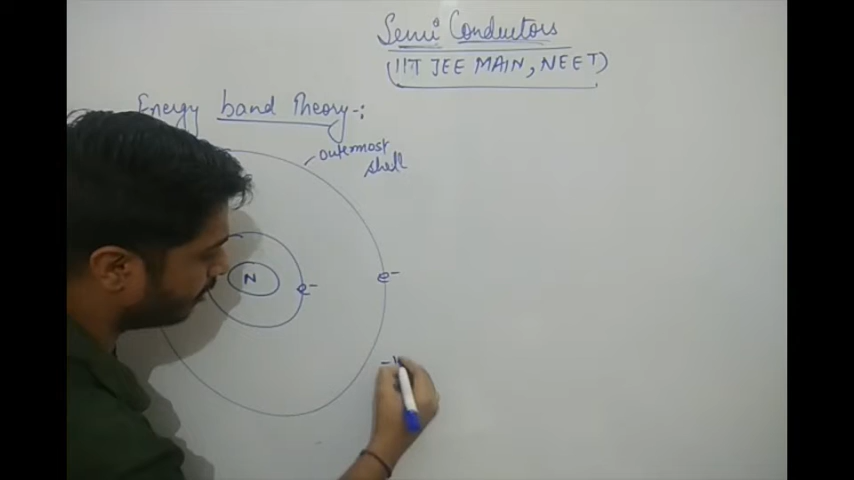 Semi Conductors
(IIT JEE MAIN, NEET)
Energy band Theory-:
outermost
shell
e-
N
e-